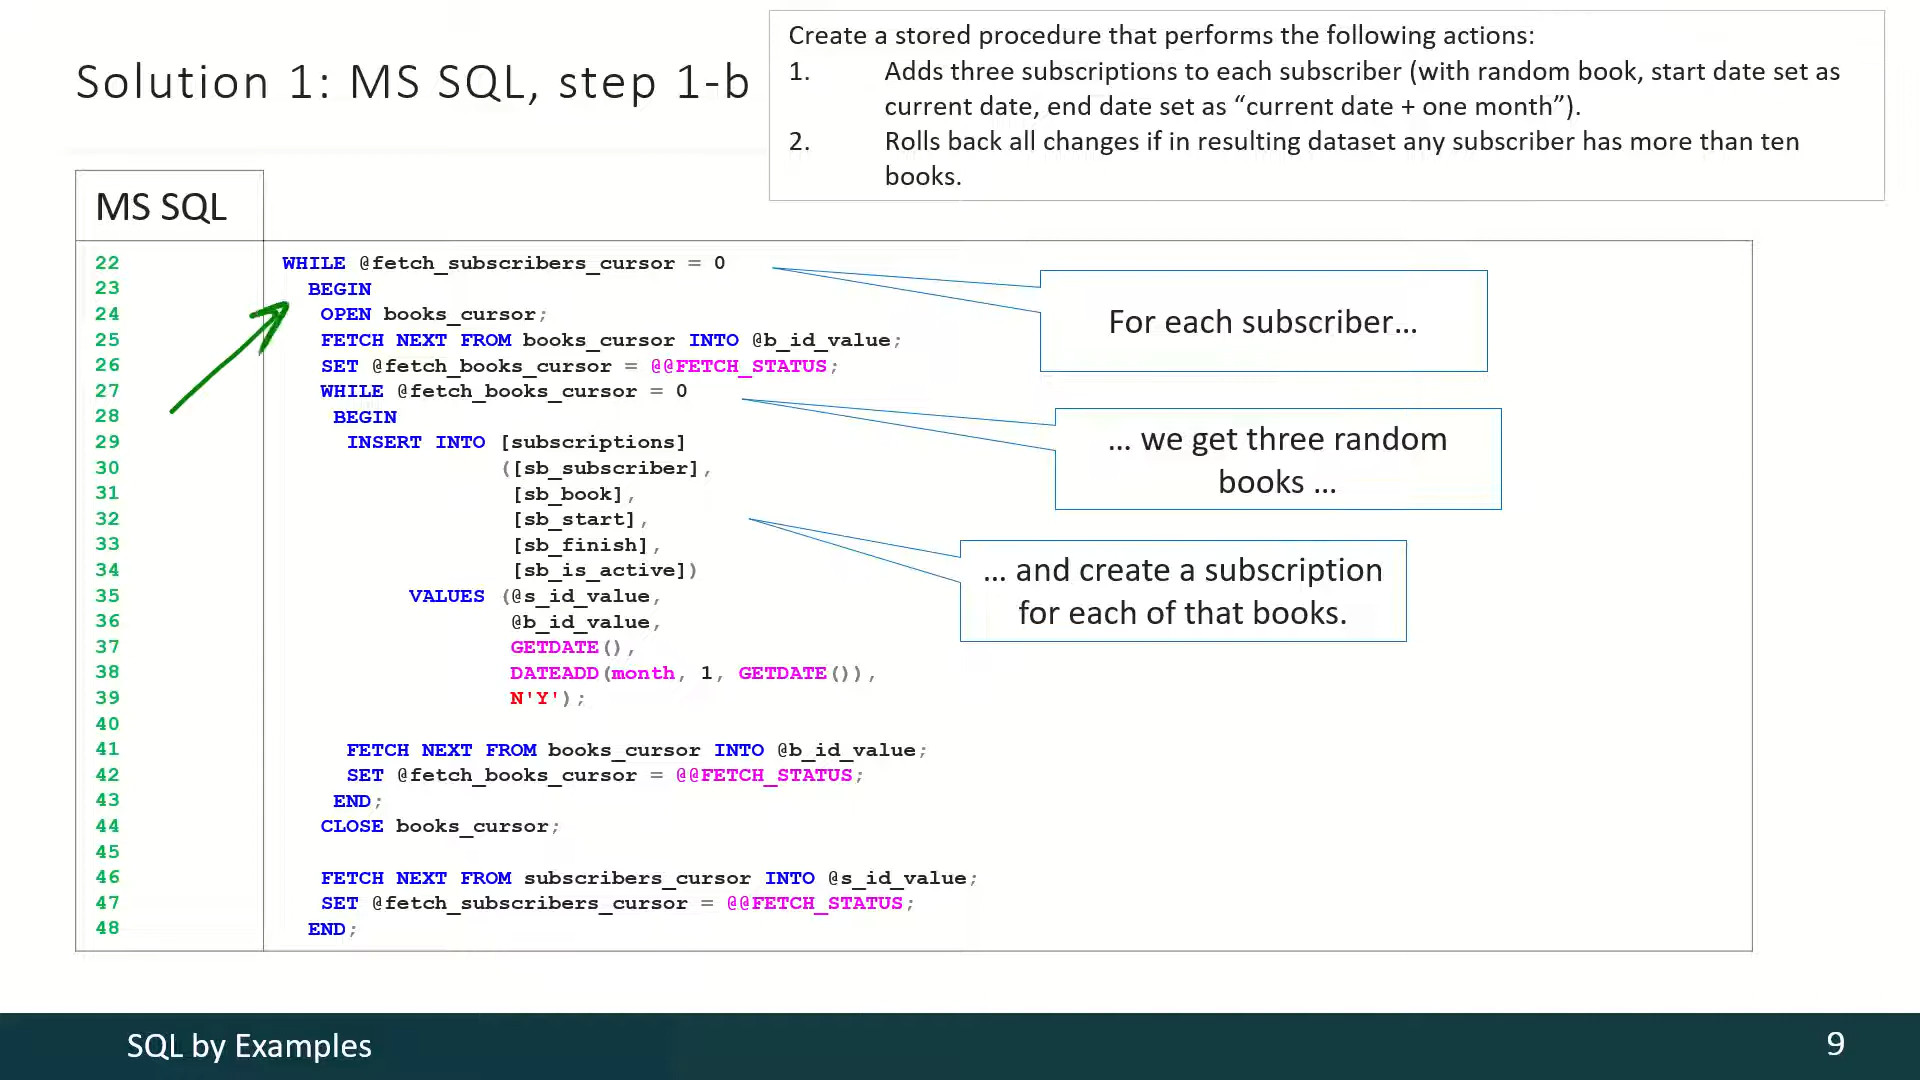 Solution 1: MS SQL, step 1-b
Create a stored procedure that performs the following actions:
1. Adds three subscriptions to each subscriber (with random book, start date set as
current date, end date set as “current date + one month”).
2. Rolls back all changes if in resulting dataset any subscriber has more than ten
books.
MS SQL
22 WHILE @fetch_subscribers_cursor = 0
23 BEGIN
24 OPEN books_cursor;
25 FETCH NEXT FROM books_cursor INTO @b_id_value;
26 SET @fetch_books_cursor = @@FETCH_STATUS;
27 WHILE @fetch_books_cursor = 0
28 BEGIN
29 INSERT INTO [subscriptions]
30 ([sb_subscriber],
31 [sb_book],
32 [sb_start],
33 [sb_finish],
34 [sb_is_active])
35 VALUES (@s_id_value,
36 @b_id_value,
37 GETDATE(),
38 DATEADD(month, 1, GETDATE()),
39 N'Y');
40
41 FETCH NEXT FROM books_cursor INTO @b_id_value;
42 SET @fetch_books_cursor = @@FETCH_STATUS;
43 END;
44 CLOSE books_cursor;
45
46 FETCH NEXT FROM subscribers_cursor INTO @s_id_value;
47 SET @fetch_subscribers_cursor = @@FETCH_STATUS;
48 END;
For each subscriber…
… we get three random
books …
… and create a subscription
for each of that books.
SQL by Examples
9